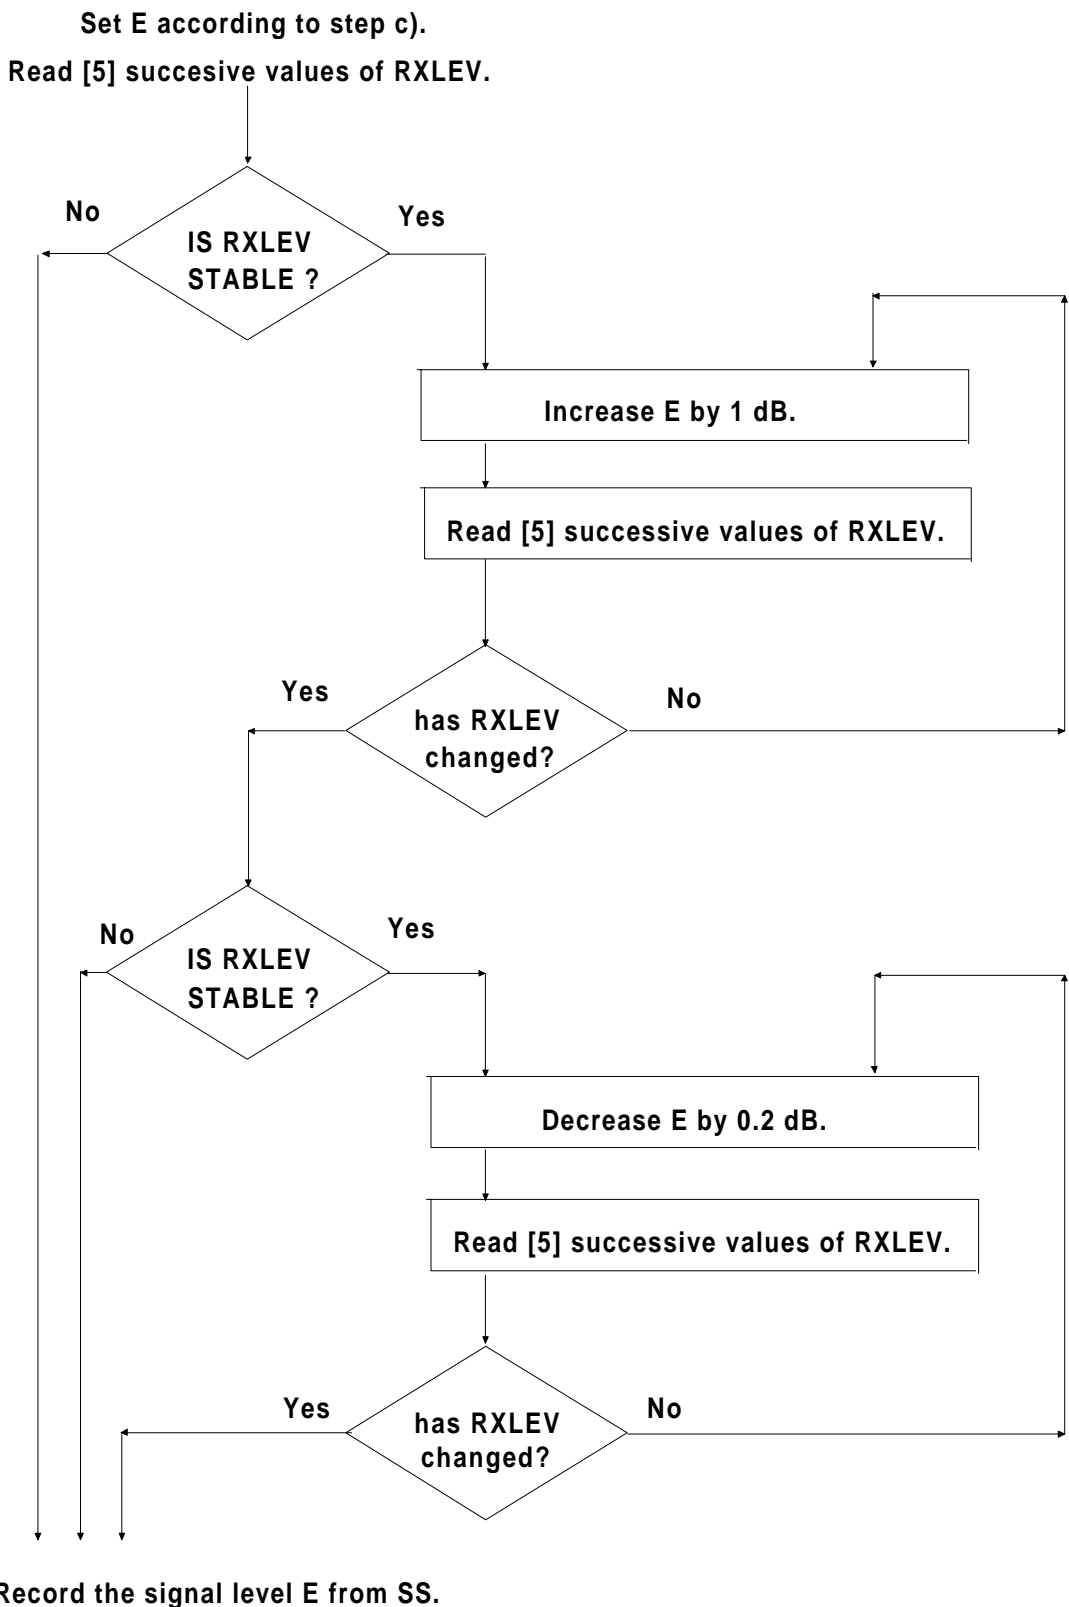 Set E according to step c).
Read [5] succesive values of RXLEV.
No
Yes
IS RXLEV
STABLE ?
Increase E by 1 dB.
Read [5] successive values of RXLEV.
Yes
No
has RXLEV
changed?
No
Yes
IS RXLEV
STABLE ?
Decrease E by 0.2 dB.
Read [5] successive values of RXLEV.
Yes
No
has RXLEV
changed?
Record the signal level E from SS.